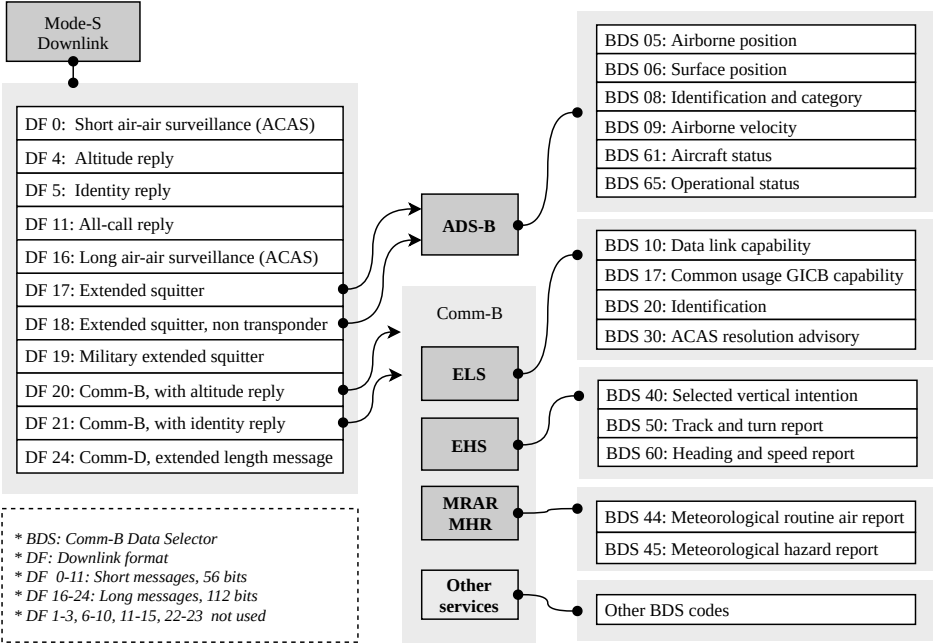 Mode-S
Downlink
DF 0: Short air-air surveillance (ACAS)
DF 4: Altitude reply
DF 5: Identity reply
DF 11: All-call reply
DF 16: Long air-air surveillance (ACAS)
DF 17: Extended squitter
DF 18: Extended squitter, non transponder
DF 19: Military extended squitter
DF 20: Comm-B, with altitude reply
DF 21: Comm-B, with identity reply
DF 24: Comm-D, extended length message
* BDS: Comm-B Data Selector
* DF: Downlink format
* DF 0-11: Short messages, 56 bits
* DF 16-24: Long messages, 112 bits
* DF 1-3, 6-10, 11-15, 22-23 not used
ADS-B
Comm-B
ELS
EHS
MRAR
MHR
Other
services
BDS 05: Airborne position
BDS 06: Surface position
BDS 08: Identification and category
BDS 09: Airborne velocity
BDS 61: Aircraft status
BDS 65: Operational status
BDS 10: Data link capability
BDS 17: Common usage GICB capability
BDS 20: Identification
BDS 30: ACAS resolution advisory
BDS 40: Selected vertical intention
BDS 50: Track and turn report
BDS 60: Heading and speed report
BDS 44: Meteorological routine air report
BDS 45: Meteorological hazard report
Other BDS codes